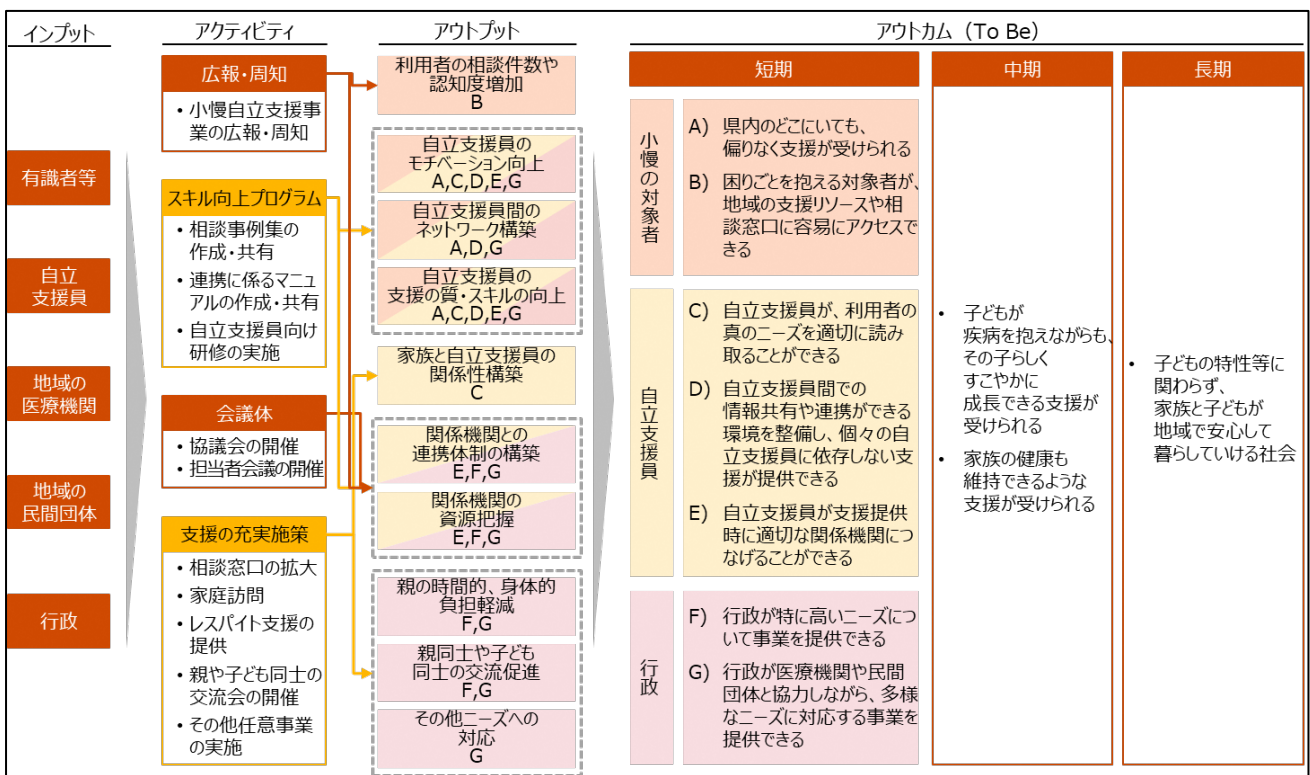 インプット
アクティビティ
アウトプット
アウトカム（To Be）
有識者等
自立
支援員
地域の
医療機関
地域の
民間団体
行政
広報・周知
• 小慢自立支援事
業の広報・周知
スキル向上プログラム
• 相談事例集の
作成・共有
• 連携に係るマニュ
アルの作成・共有
• 自立支援員向け
研修の実施
会議体
• 協議会の開催
• 担当者会議の開催
支援の充実施策
• 相談窓口の拡大
• 家庭訪問
• レスパイト支援の
提供
• 親や子ども同士の
交流会の開催
• その他任意事業
の実施
利用者の相談件数や
認知度増加
B
自立支援員の
モチベーション向上
A,C,D,E,G
自立支援員間の
ネットワーク構築
A,D,G
自立支援員の
支援の質・スキルの向上
A,C,D,E,G
家族と自立支援員の
関係性構築
C
関係機関との
連携体制の構築
E,F,G
関係機関の
資源把握
E,F,G
親の時間的、身体的
負担軽減
F,G
親同士や子ども
同士の交流促進
F,G
その他ニーズへの
対応
G
短期
小慢の対象者
A) 県内のどこにいても、
偏りなく支援が受けられる
B) 困りごとを抱える対象者が、
地域の支援リソースや相
談窓口に容易にアクセスで
きる
自立支援員
C) 自立支援員が、利用者の
真のニーズを適切に読み
取ることができる
D) 自立支援員間での
情報共有や連携ができる
環境を整備し、個々の自
立支援員に依存しない支
援が提供できる
E) 自立支援員が支援提供
時に適切な関係機関につ
なげることができる
行政
F) 行政が特に高いニーズにつ
いて事業を提供できる
G) 行政が医療機関や民間
団体と協力しながら、多様
なニーズに対応する事業を
提供できる
中期
• 子どもが
疾病を抱えながらも、
その子らしく
すこやかに
成長できる支援が
受けられる
• 家族の健康も
維持できるような
支援が受けられる
長期
• 子どもの特性等に
関わらず、
家族と子どもが
地域で安心して
暮らしていける社会